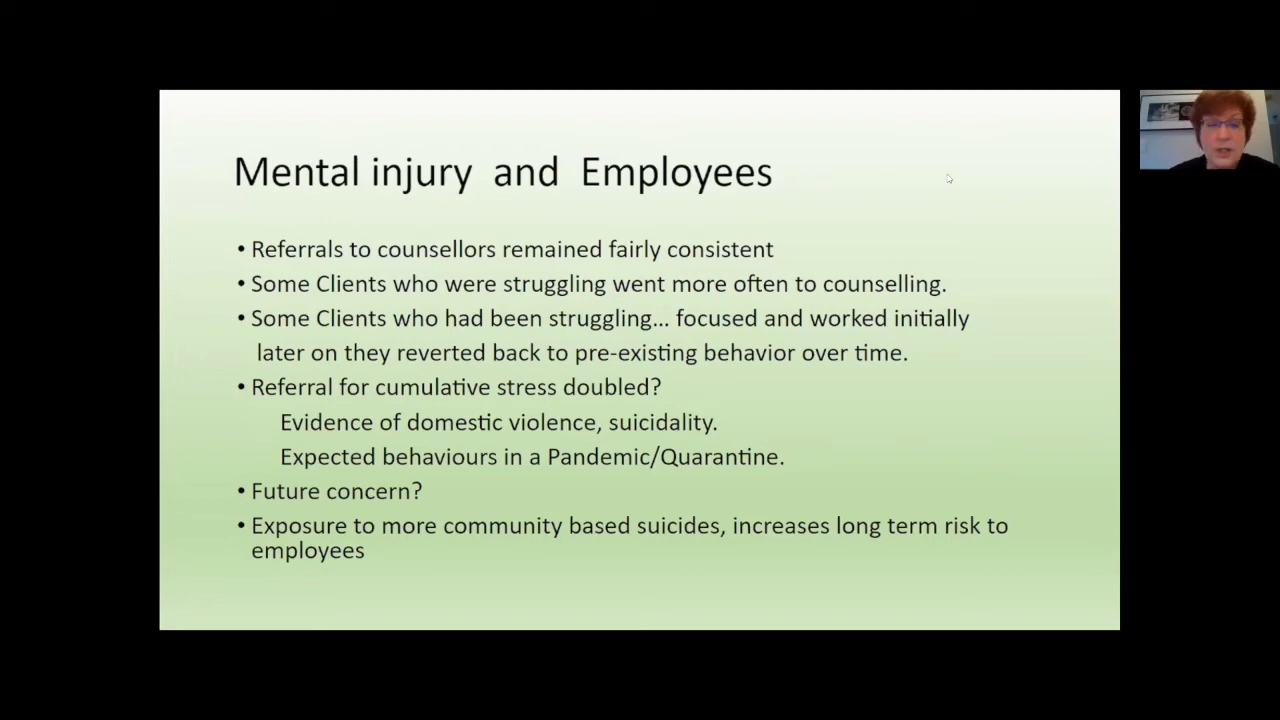 Mental injury and Employees
• Referrals to counsellors remained fairly consistent
• Some Clients who were struggling went more often to counselling.
• Some Clients who had been struggling... focused and worked initially
later on they reverted back to pre-existing behavior over time.
• Referral for cumulative stress doubled?
Evidence of domestic violence, suicidality.
Expected behaviours in a Pandemic/Quarantine.
• Future concern?
• Exposure to more community based suicides, increases long term risk to
employees